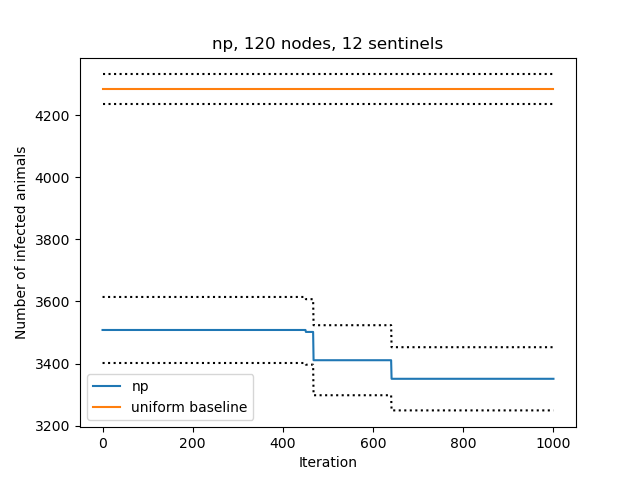 np, 120 nodes, 12 sentinels
Number of infected animals
4200
4000
3800
3600
3400
3200
np
uniform baseline
0 200 400 600 800 1000
Iteration